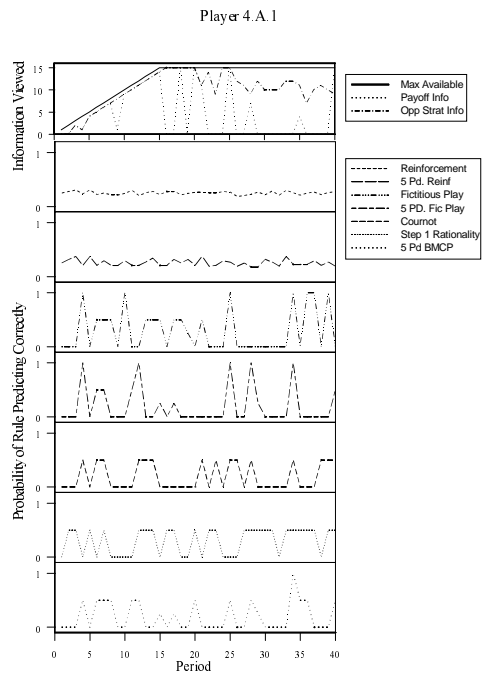 Player 4.A.1
Information Viewed
15
10
5
0
Max Available
Payoff Info
Opp Strat Info
Probability of Rule Predicting Correctly
1
0
1
0
1
0
1
0
1
0
1
0
1
0
Reinforcement
5 Pd. Reinf
Fictitious Play
5 PD. Fic Play
Cournot
Step 1 Rationality
5 Pd BMCP
0 5 10 15 20 25 30 35 40
Period